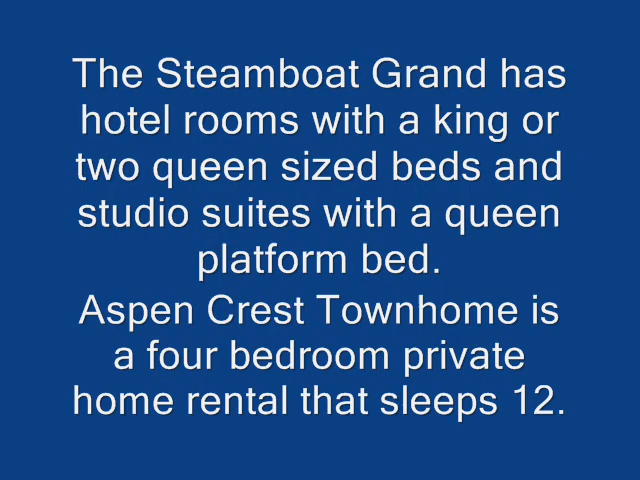 The Steamboat Grand has
hotel rooms with a king or
two queen sized beds and
studio suites with a queen
platform bed.
Aspen Crest Townhome is
a four bedroom private
home rental that sleeps 12.